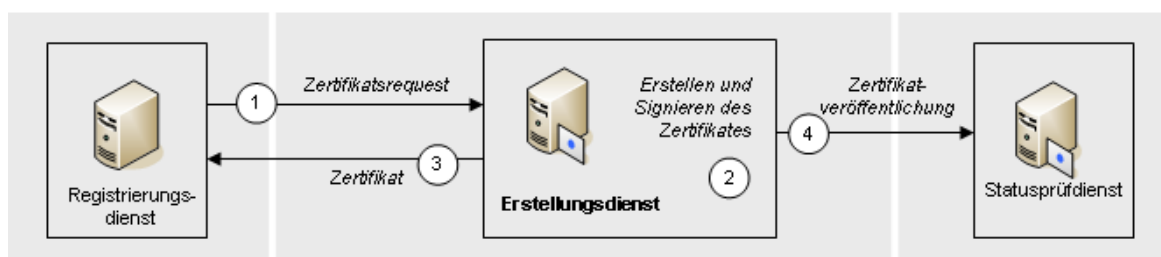 Registrierungs-
dienst
1
Zertifikatsrequest
3
Zertifikat
Erstellen und
Signieren des
Zertifikates
2
Erstellungsdienst
4
Zertifikat-
veröffentlichung
Statusprüfdienst